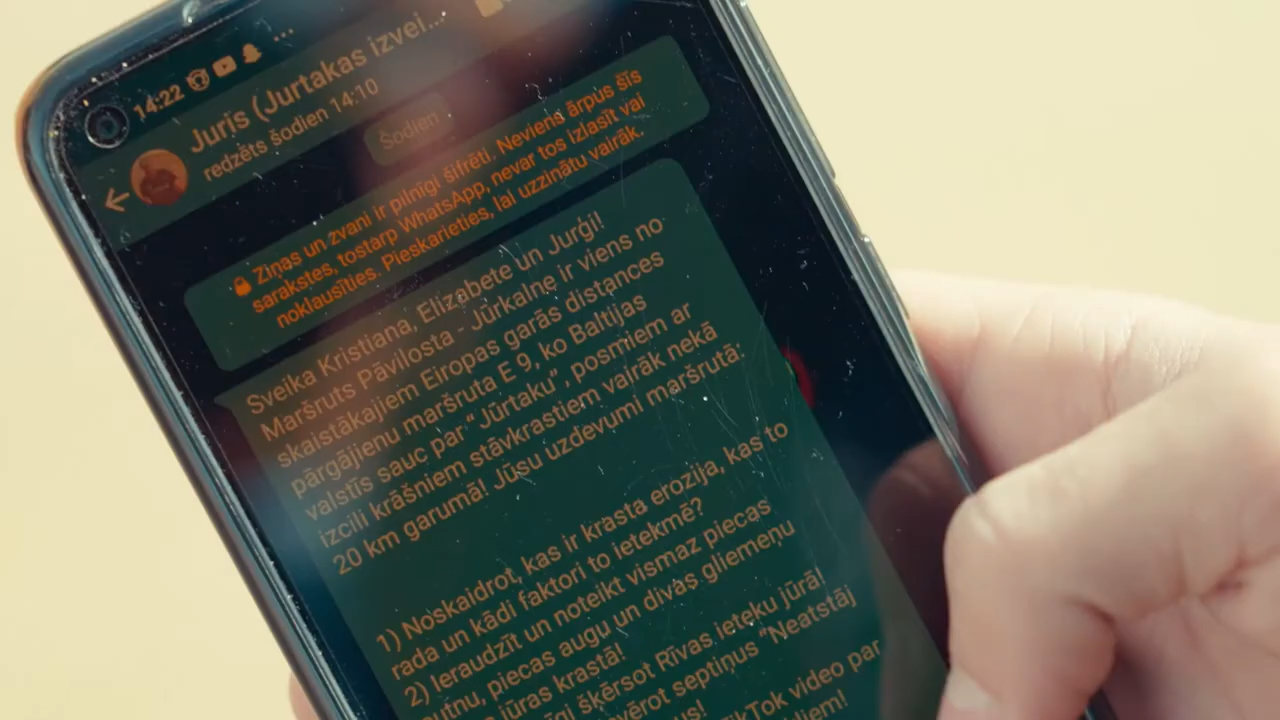 14:22
Juris (Jurtakas izvei...
redzēts šodien 14:10
Šodien
Ziņas un zvani ir pilnīgi šifrēti. Neviens ārpus šīs
sarakstes, tostarp WhatsApp, nevar tos izlasīt vai
noklausīties. Pieskarieties, lai uzzinātu vairāk.
Sveika Kristiana, Elizabete un Jurģi!
Maršruts Pāvilosta - Jūrkalne ir viens no
skaistākajiem Eiropas garās distances
pārgājienu maršruta E 9, ko Baltijas
valstīs sauc par "Jūrtaku", posmiem ar
izcili krāšņiem stāvkrastiem vairāk nekā
20 km garumā! Jūsu uzdevumi maršrutā:
1) Noskaidrot, kas ir krasta erozija, kas to
rada un kādi faktori to ietekmē?
2) Ieraudzīt un noteikt vismaz piecas
putnu, piecas augu un divas gliemeņu
jūras krastā!
šķērsot Rīvas ieteku jūrā!
septiņus "Neatstāj
video par